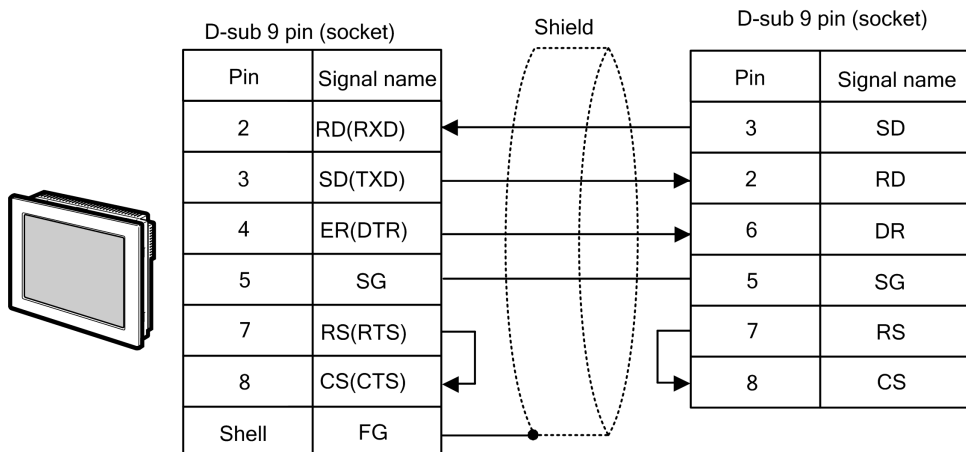 D-sub 9 pin (socket)
Pin Signal name
2 RD(RXD)
3 SD(TXD)
4 ER(DTR)
5 SG
7 RS(RTS)
8 CS(CTS)
Shell FG
Shield
D-sub 9 pin (socket)
Pin Signal name
3 SD
2 RD
6 DR
5 SG
7 RS
8 CS